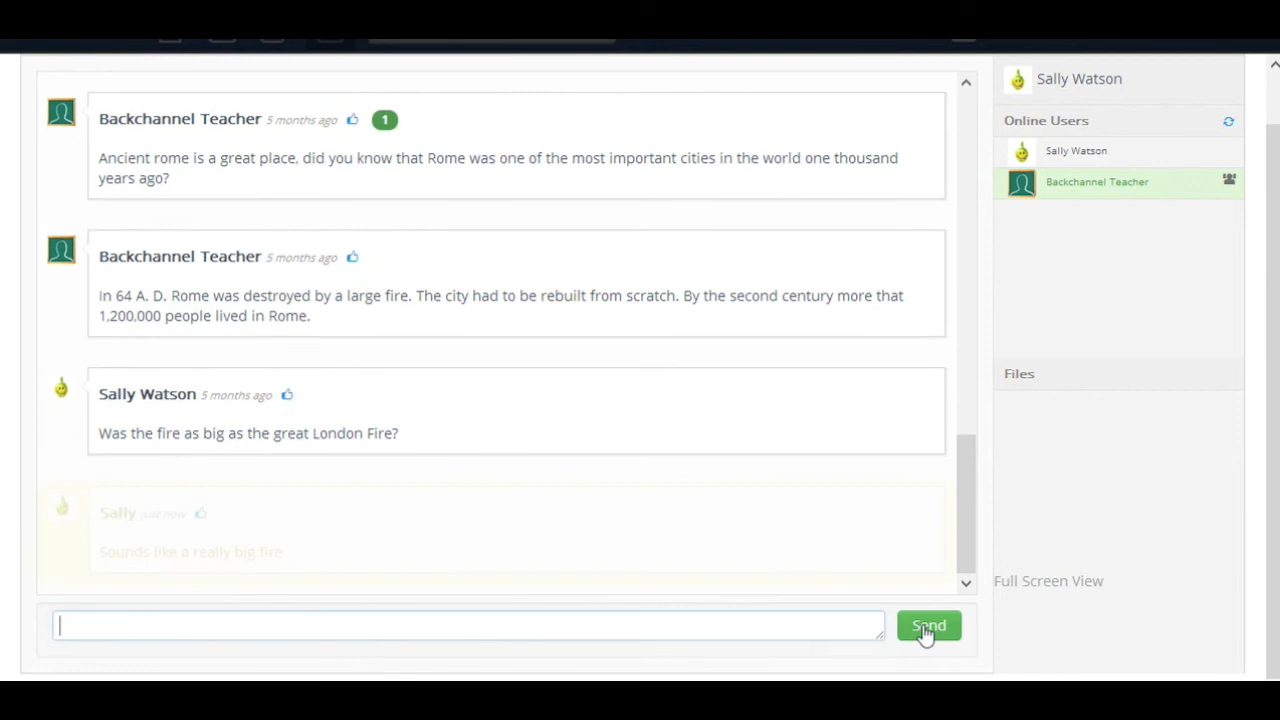 Backchannel Teacher 5 months ago 1
Ancient rome is a great place, did you know that Rome was one of the most important cities in the world one thousand
years ago?
Backchannel Teacher 5 months ago
In 64 A. D. Rome was destroyed by a large fire. The city had to be rebuilt from scratch. By the second century more that
1,200,000 people lived in Rome.
Sally Watson 5 months ago
Was the fire as big as the great London Fire?
Sally just now
Sounds like a really big fire
Send
Sally Watson
Online Users
Sally Watson
Backchannel Teacher
Files
Full Screen View